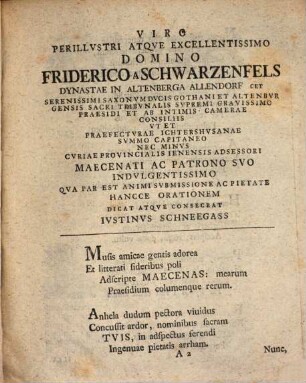 VIRO
PERILLVSTRI ATQVE EXCELLENTISSIMO
DOMINO
FRIDERICO A SCHWARZENFELS
DYNASTAE IN ALTENBERGA ALLENDORF CET
SERENISSIMI SAXONVM DVCIS GOTHANI ET ALTENBVR
GENSIS SACRI TRIBVNALIS SVPREMI GRAVISSIMO
PRAESIDI ET AB INTIMIS CAMERAE
CONSILIIS
VT ET
PRAEFECTVRAE ICHTERSHVSANAE
SVMMO CAPITANEO
NEC MINVS
CVRIAE PROVINCIALIS IENENSIS ADSESSORI
MAECENATI AC PATRONO SVO
INDVLGENTISSIMO
QVA PAR EST ANIMI SVBMISSIONE AC PIETATE
HANCCE ORATIONEM
DICAT ATQVE CONSECRAT
IVSTINVS SCHNEEGASS
Musis amicae gentis adorea
Et litterati sideribus poli
Adscripte MAECENAS: mearum
Praesidium columenque rerum.
Anhela dudum pectora viuidus
Concussit ardor, nominibus sacram
TVIS, in adspectus ferendi
Ingenuae pietatis arrham.
A 2 Nunc,